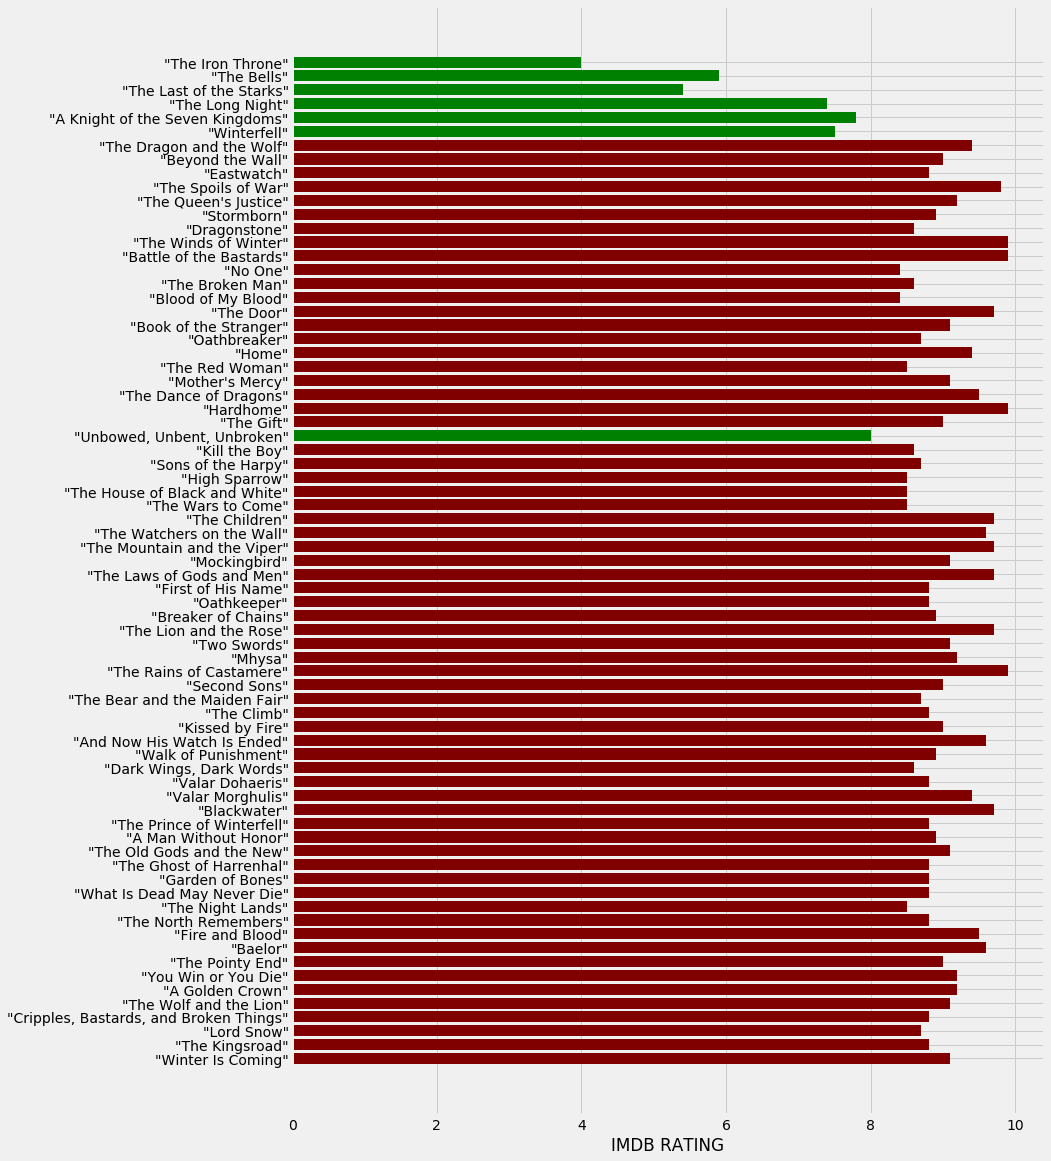 "The Iron Throne"
"The Bells"
"The Last of the Starks"
"The Long Night"
"A Knight of the Seven Kingdoms"
"Winterfell"
"The Dragon and the Wolf"
"Beyond the Wall"
"Eastwatch"
"The Spoils of War"
"The Queen's Justice"
"Stormborn"
"Dragonstone"
"The Winds of Winter"
"Battle of the Bastards"
"No One"
"The Broken Man"
"Blood of My Blood"
"The Door"
"Book of the Stranger"
"Oathbreaker"
"Home"
"The Red Woman"
"Mother's Mercy"
"The Dance of Dragons"
"Hardhome"
"The Gift"
"Unbowed, Unbent, Unbroken"
"Kill the Boy"
"Sons of the Harpy"
"High Sparrow"
"The House of Black and White"
"The Wars to Come"
"The Children"
"The Watchers on the Wall"
"The Mountain and the Viper"
"Mockingbird"
"The Laws of Gods and Men"
"First of His Name"
"Oathkeeper"
"Breaker of Chains"
"The Lion and the Rose"
"Two Swords"
"Mhysa"
"The Rains of Castamere"
"Second Sons"
"The Bear and the Maiden Fair"
"The Climb"
"Kissed by Fire"
"And Now His Watch Is Ended"
"Walk of Punishment"
"Dark Wings, Dark Words"
"Valar Dohaeris"
"Valar Morghulis"
"Blackwater"
"The Prince of Winterfell"
"A Man Without Honor"
"The Old Gods and the New"
"The Ghost of Harrenhal"
"Garden of Bones"
"What Is Dead May Never Die"
"The Night Lands"
"The North Remembers"
"Fire and Blood"
"Baelor"
"The Pointy End"
"You Win or You Die"
"A Golden Crown"
"The Wolf and the Lion"
"Cripples, Bastards, and Broken Things"
"Lord Snow"
"The Kingsroad"
"Winter Is Coming"
0 2 4 6 8 10
IMDB RATING